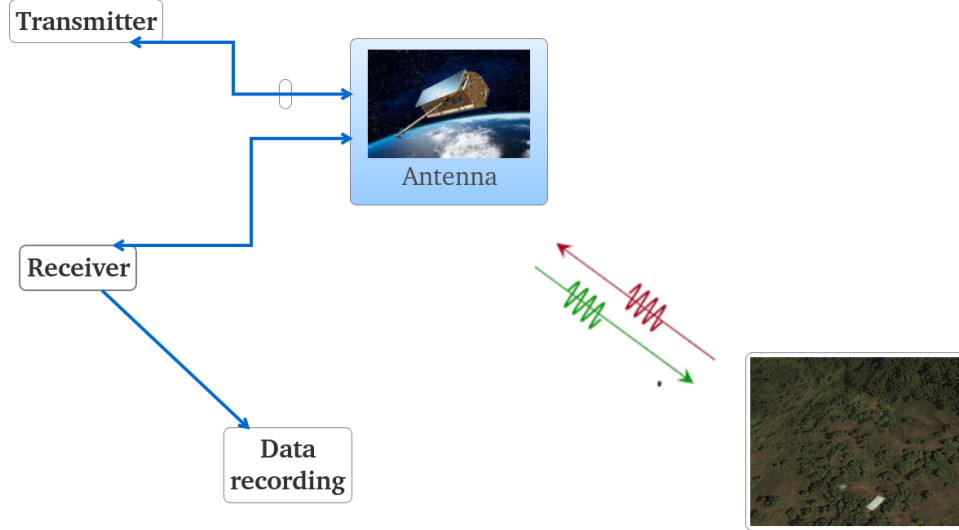 Transmitter
Antenna
Receiver
Data
recording